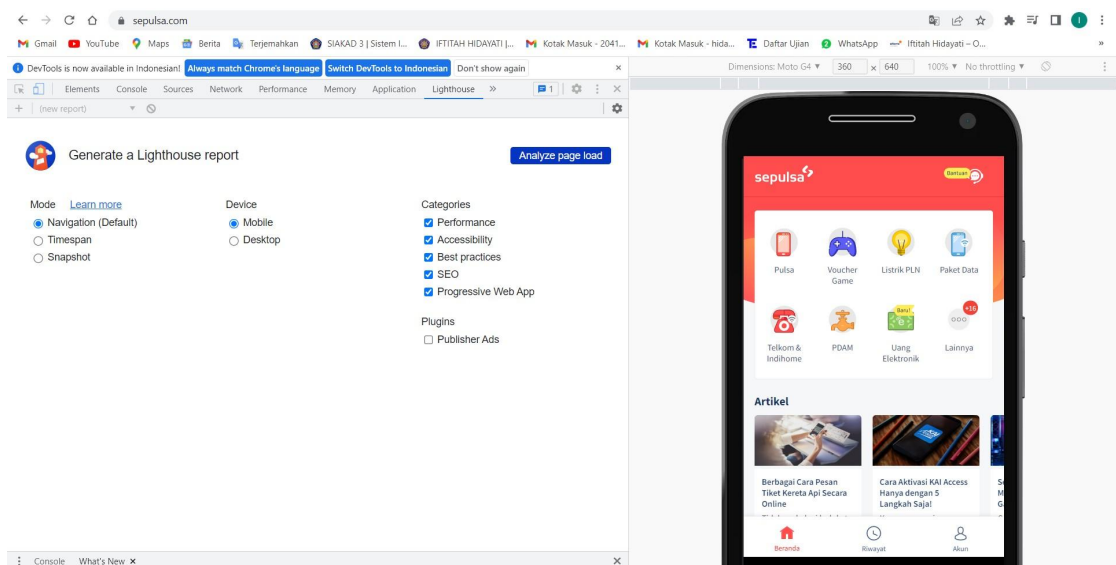 sepulsa.com
Gmail YouTube Maps Berita Terjemahkan SIAKAD 3 | Sistem I... IFTITAH HIDAYATI |... Kotak Masuk - 2041... Kotak Masuk - hida... Daftar Ujian WhatsApp Iftitah Hidayati – O... »
DevTools is now available in Indonesian! Always match Chrome's language Switch DevTools to Indonesian Don't show again ×
Dimensions: Moto G4 ▼ 360 x 640 100% ▼ No throttling ▼
Elements Console Sources Network Performance Memory Application Lighthouse » 1
+ (new report)
Generate a Lighthouse report
Analyze page load
Mode Learn more
Navigation (Default)
Timespan
Snapshot
Device
Mobile
Desktop
Categories
Performance
Accessibility
Best practices
SEO
Progressive Web App
Plugins
Publisher Ads
Console What's New ×
sepulsa
Bantuan
Pulsa
Voucher
Game
Listrik PLN
Paket Data
Telkom &
Indihome
PDAM
Baru!
Uang
Elektronik
+16
Lainnya
Artikel
Berbagai Cara Pesan
Tiket Kereta Api Secara
Online
Cara Aktivasi KAI Access
Hanya dengan 5
Langkah Saja!
Beranda
Riwayat
Akun